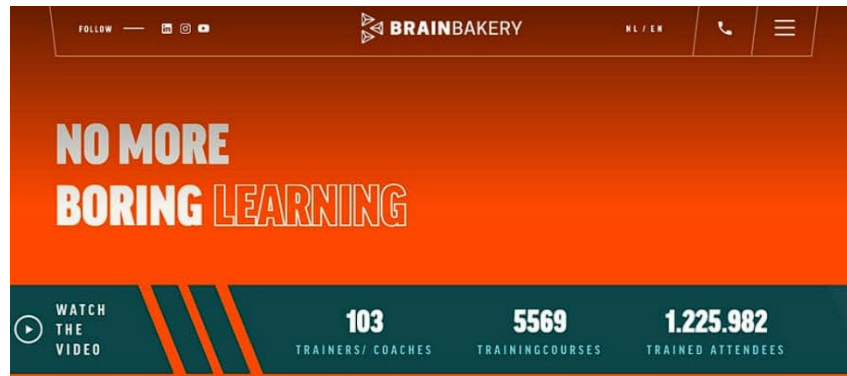 FOLLOW
BRAINBAKERY
NL / EN
NO MORE
BORING LEARNING
WATCH
THE
VIDEO
103
TRAINERS/ COACHES
5569
TRAININGCOURSES
1.225.982
TRAINED ATTENDEES